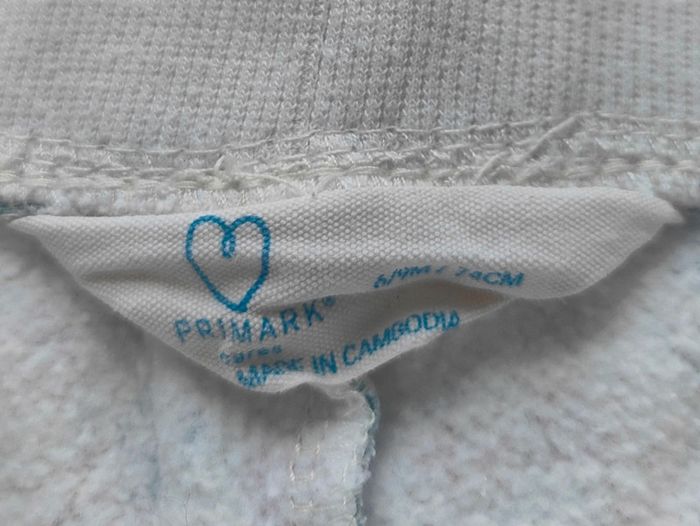 PRIMARK®
cares
6/9M / 74CM
MADE IN CAMBODIA